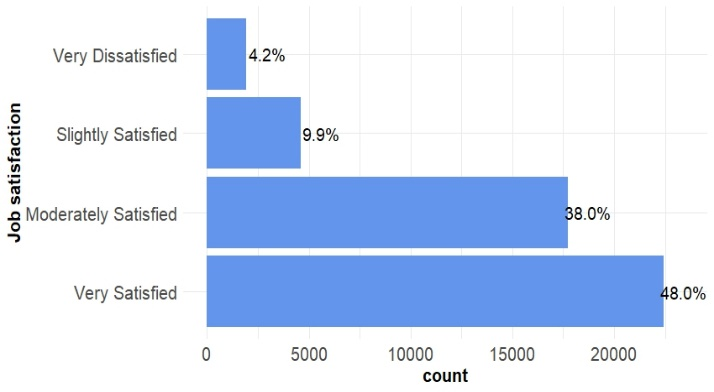 Job satisfaction
Very Dissatisfied
4.2%
Slightly Satisfied
9.9%
Moderately Satisfied
38.0%
Very Satisfied
48.0%
0 5000 10000 15000 20000
count